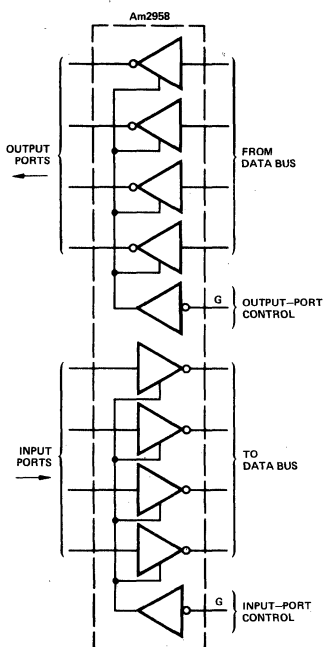 Am2958
OUTPUT
PORTS
FROM
DATA BUS
G
OUTPUT–PORT
CONTROL
INPUT
PORTS
TO
DATA BUS
G
INPUT–PORT
CONTROL